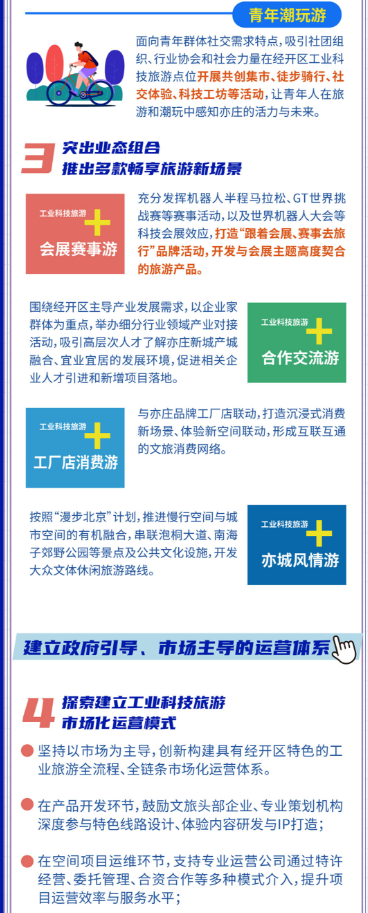 青年潮玩游
面向青年群体社交需求特点,吸引社团组
织、行业协会和社会力量在经开区工业科
技旅游点位开展共创集市、徒步骑行、社
交体验、科技工坊等活动,让青年人在旅
游和潮玩中感知亦庄的活力与未来。
3 突出业态组合
推出多款畅享旅游新场景
工业科技旅游+
会展赛事游
充分发挥机器人半程马拉松、GT世界挑
战赛等赛事活动,以及世界机器人大会等
科技会展效应,打造“跟着会展、赛事去旅
行”品牌活动,开发与会展主题高度契合
的旅游产品。
围绕经开区主导产业发展需求,以企业家
群体为重点,举办细分行业领域产业对接
活动,吸引高层次人才了解亦庄新城产城
融合、宜业宜居的发展环境,促进相关企
业人才引进和新增项目落地。
工业科技旅游+
合作交流游
工业科技旅游+
工厂店消费游
与亦庄品牌工厂店联动,打造沉浸式消费
新场景、体验新空间联动,形成互联互通
的文旅消费网络。
按照“漫步北京”计划,推进慢行空间与城
市空间的有机融合,串联泡桐大道、南海
子郊野公园等景点及公共文化设施,开发
大众文体休闲旅游路线。
工业科技旅游+
亦城风情游
建立政府引导、市场主导的运营体系
4 探索建立工业科技旅游
市场化运营模式
坚持以市场为主导,创新构建具有经开区特色的工
业旅游全流程、全链条市场化运营体系。
在产品开发环节,鼓励文旅头部企业、专业策划机构
深度参与特色线路设计、体验内容研发与IP打造;
在空间项目运维环节,支持专业运营公司通过特许
经营、委托管理、合资合作等多种模式介入,提升项
目运营效率与服务水平;